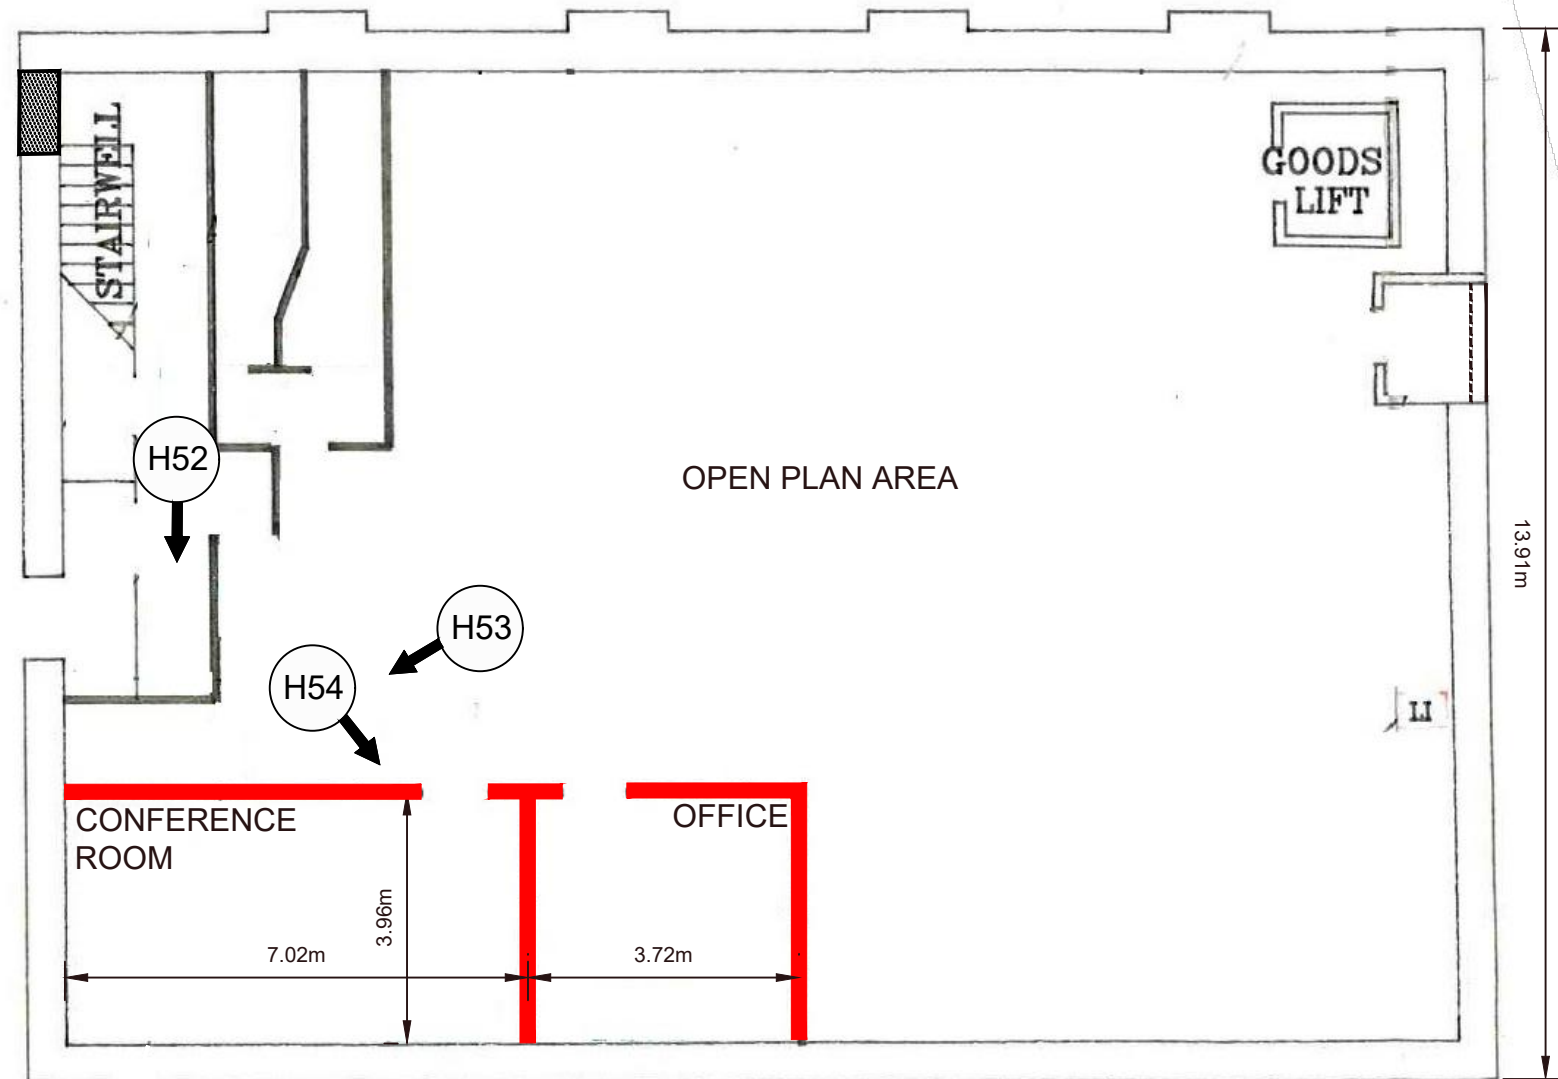 STAIRWELL
GOODS
LIFT
H52
OPEN PLAN AREA
13.91m
H53
H54
CONFERENCE
ROOM
OFFICE
3.96m
7.02m
3.72m